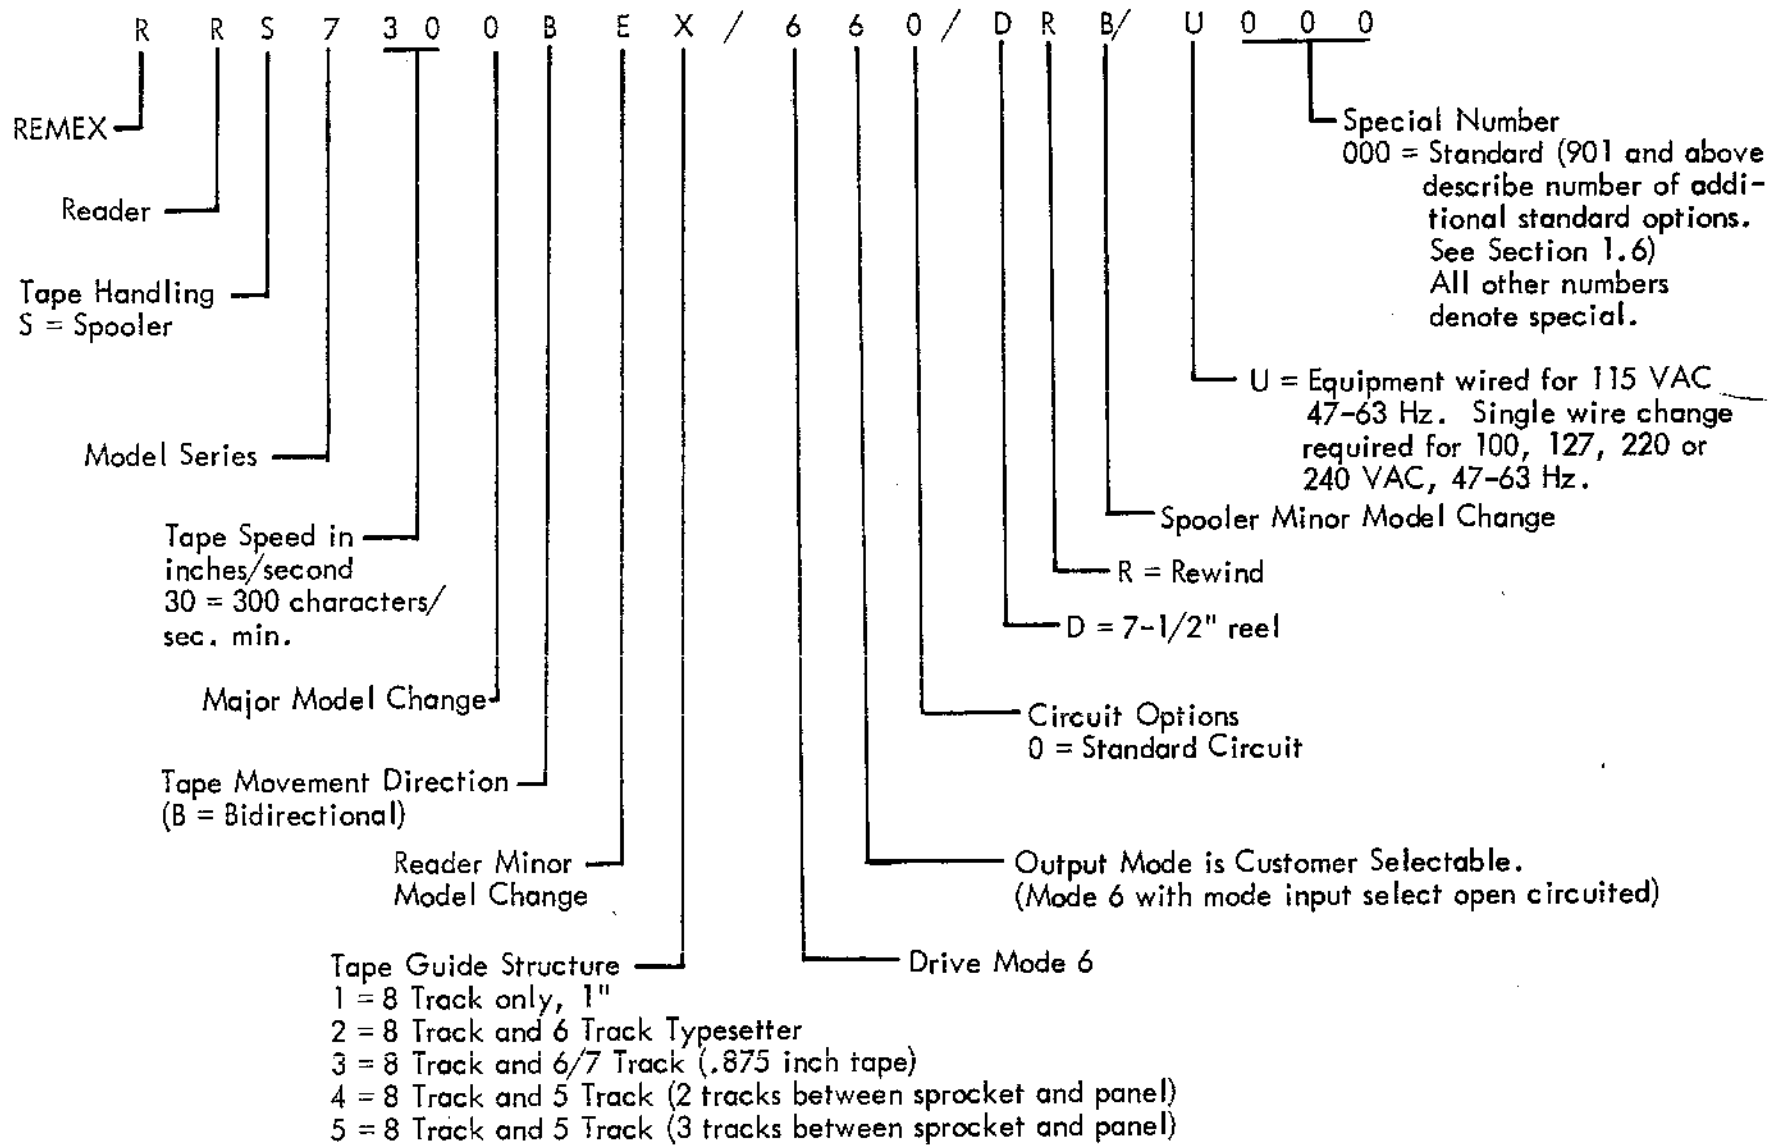 R R S 7 3 0 0 B E X / 6 6 0 / D R B/ U 0 0 0
REMEX
Reader
Tape Handling
S = Spooler
Model Series
Tape Speed in
inches/second
30 = 300 characters/
sec. min.
Major Model Change
Tape Movement Direction
(B = Bidirectional)
Reader Minor
Model Change
Tape Guide Structure
1 = 8 Track only, 1"
2 = 8 Track and 6 Track Typesetter
3 = 8 Track and 6/7 Track (.875 inch tape)
4 = 8 Track and 5 Track (2 tracks between sprocket and panel)
5 = 8 Track and 5 Track (3 tracks between sprocket and panel)
Special Number
000 = Standard (901 and above
describe number of addi-
tional standard options.
See Section 1.6)
All other numbers
denote special.
U = Equipment wired for 115 VAC
47-63 Hz. Single wire change
required for 100, 127, 220 or
240 VAC, 47-63 Hz.
Spooler Minor Model Change
R = Rewind
D = 7-1/2" reel
Circuit Options
0 = Standard Circuit
Output Mode is Customer Selectable.
(Mode 6 with mode input select open circuited)
Drive Mode 6